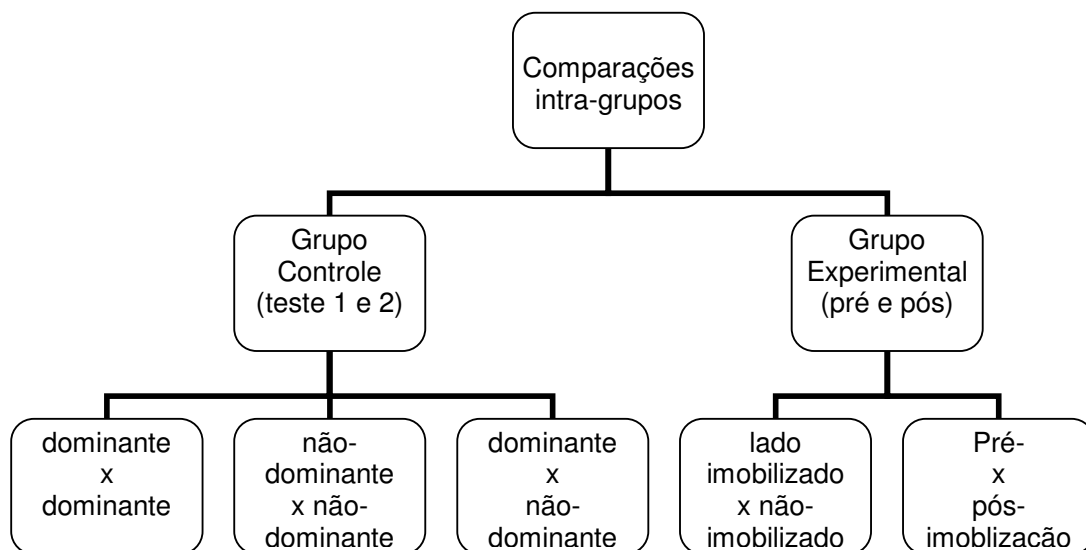 Comparações
intra-grupos
Grupo
Controle
(teste 1 e 2)
Grupo
Experimental
(pré e pós)
dominante
x
dominante
não-
dominante
x não-
dominante
dominante
x
não-
dominante
lado
imobilizado
x não-
imobilizado
Pré-
x
pós-
imoblização